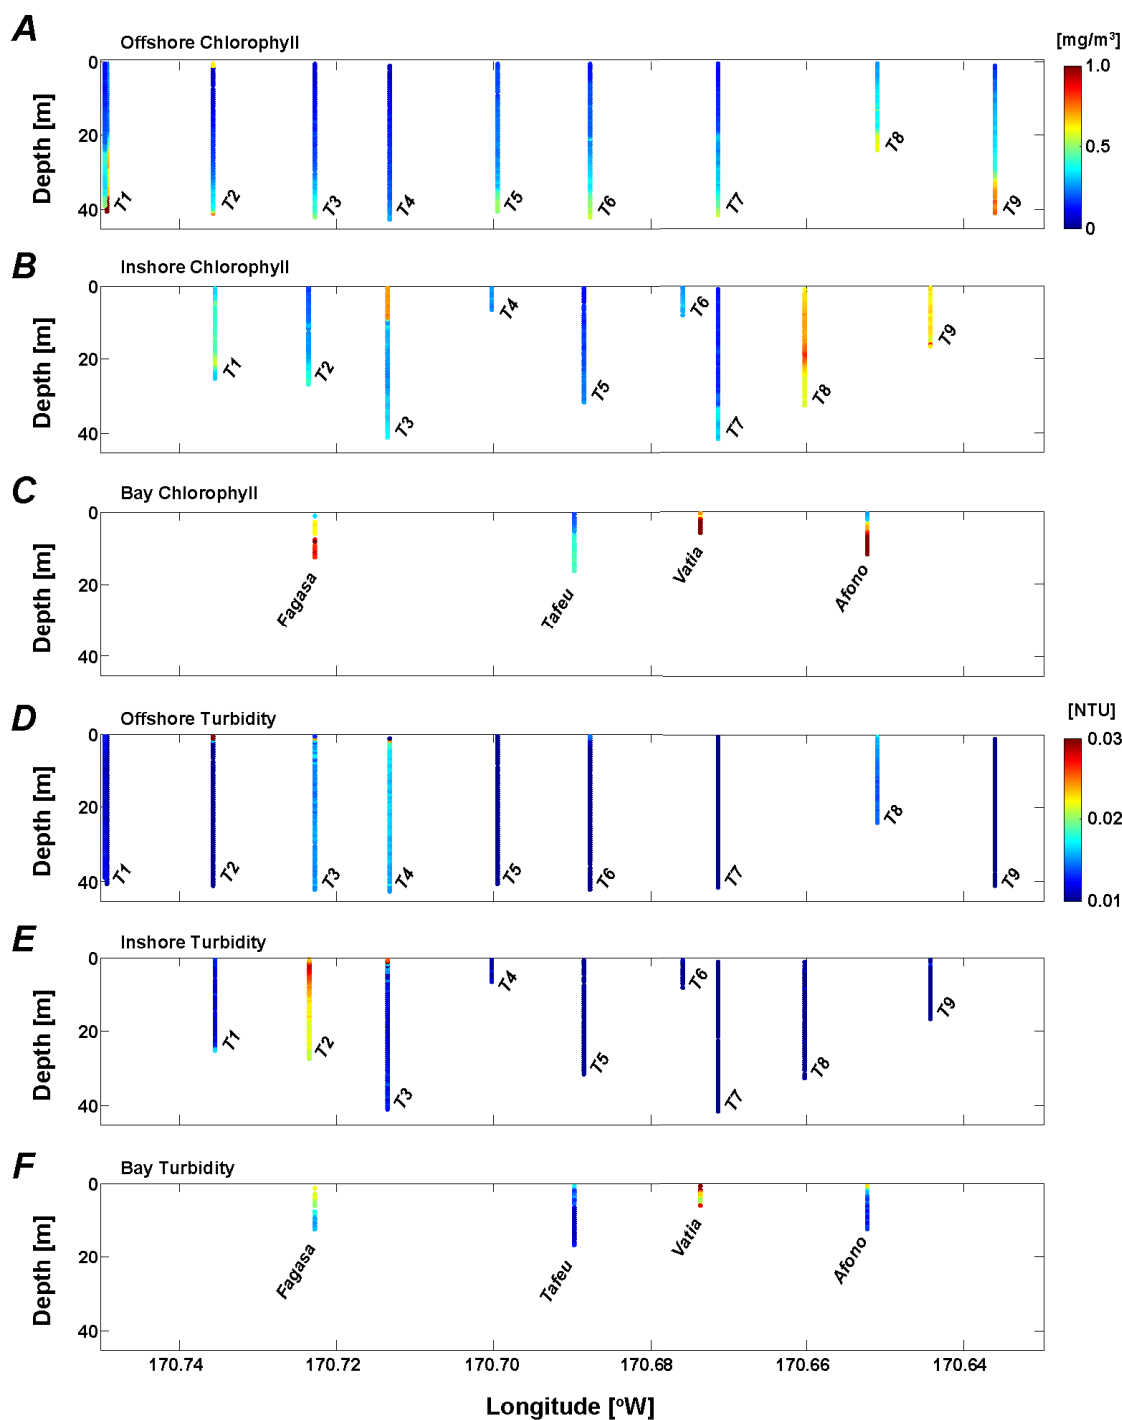 A
Offshore Chlorophyll
[mg/m³]
0
20
40
Depth [m]
T1
T2
T3
T4
T5
T6
T7
T8
T9
1.0
0.5
0
B
Inshore Chlorophyll
0
20
40
Depth [m]
T1
T2
T3
T4
T5
T6
T7
T8
T9
C
Bay Chlorophyll
0
20
40
Depth [m]
Fagasa
Tafeu
Vatia
Afono
D
Offshore Turbidity
[NTU]
0
20
40
Depth [m]
T1
T2
T3
T4
T5
T6
T7
T8
T9
0.03
0.02
0.01
E
Inshore Turbidity
0
20
40
Depth [m]
T1
T2
T3
T4
T5
T6
T7
T8
T9
F
Bay Turbidity
0
20
40
Depth [m]
Fagasa
Tafeu
Vatia
Afono
170.74 170.72 170.70 170.68 170.66 170.64
Longitude [ºW]